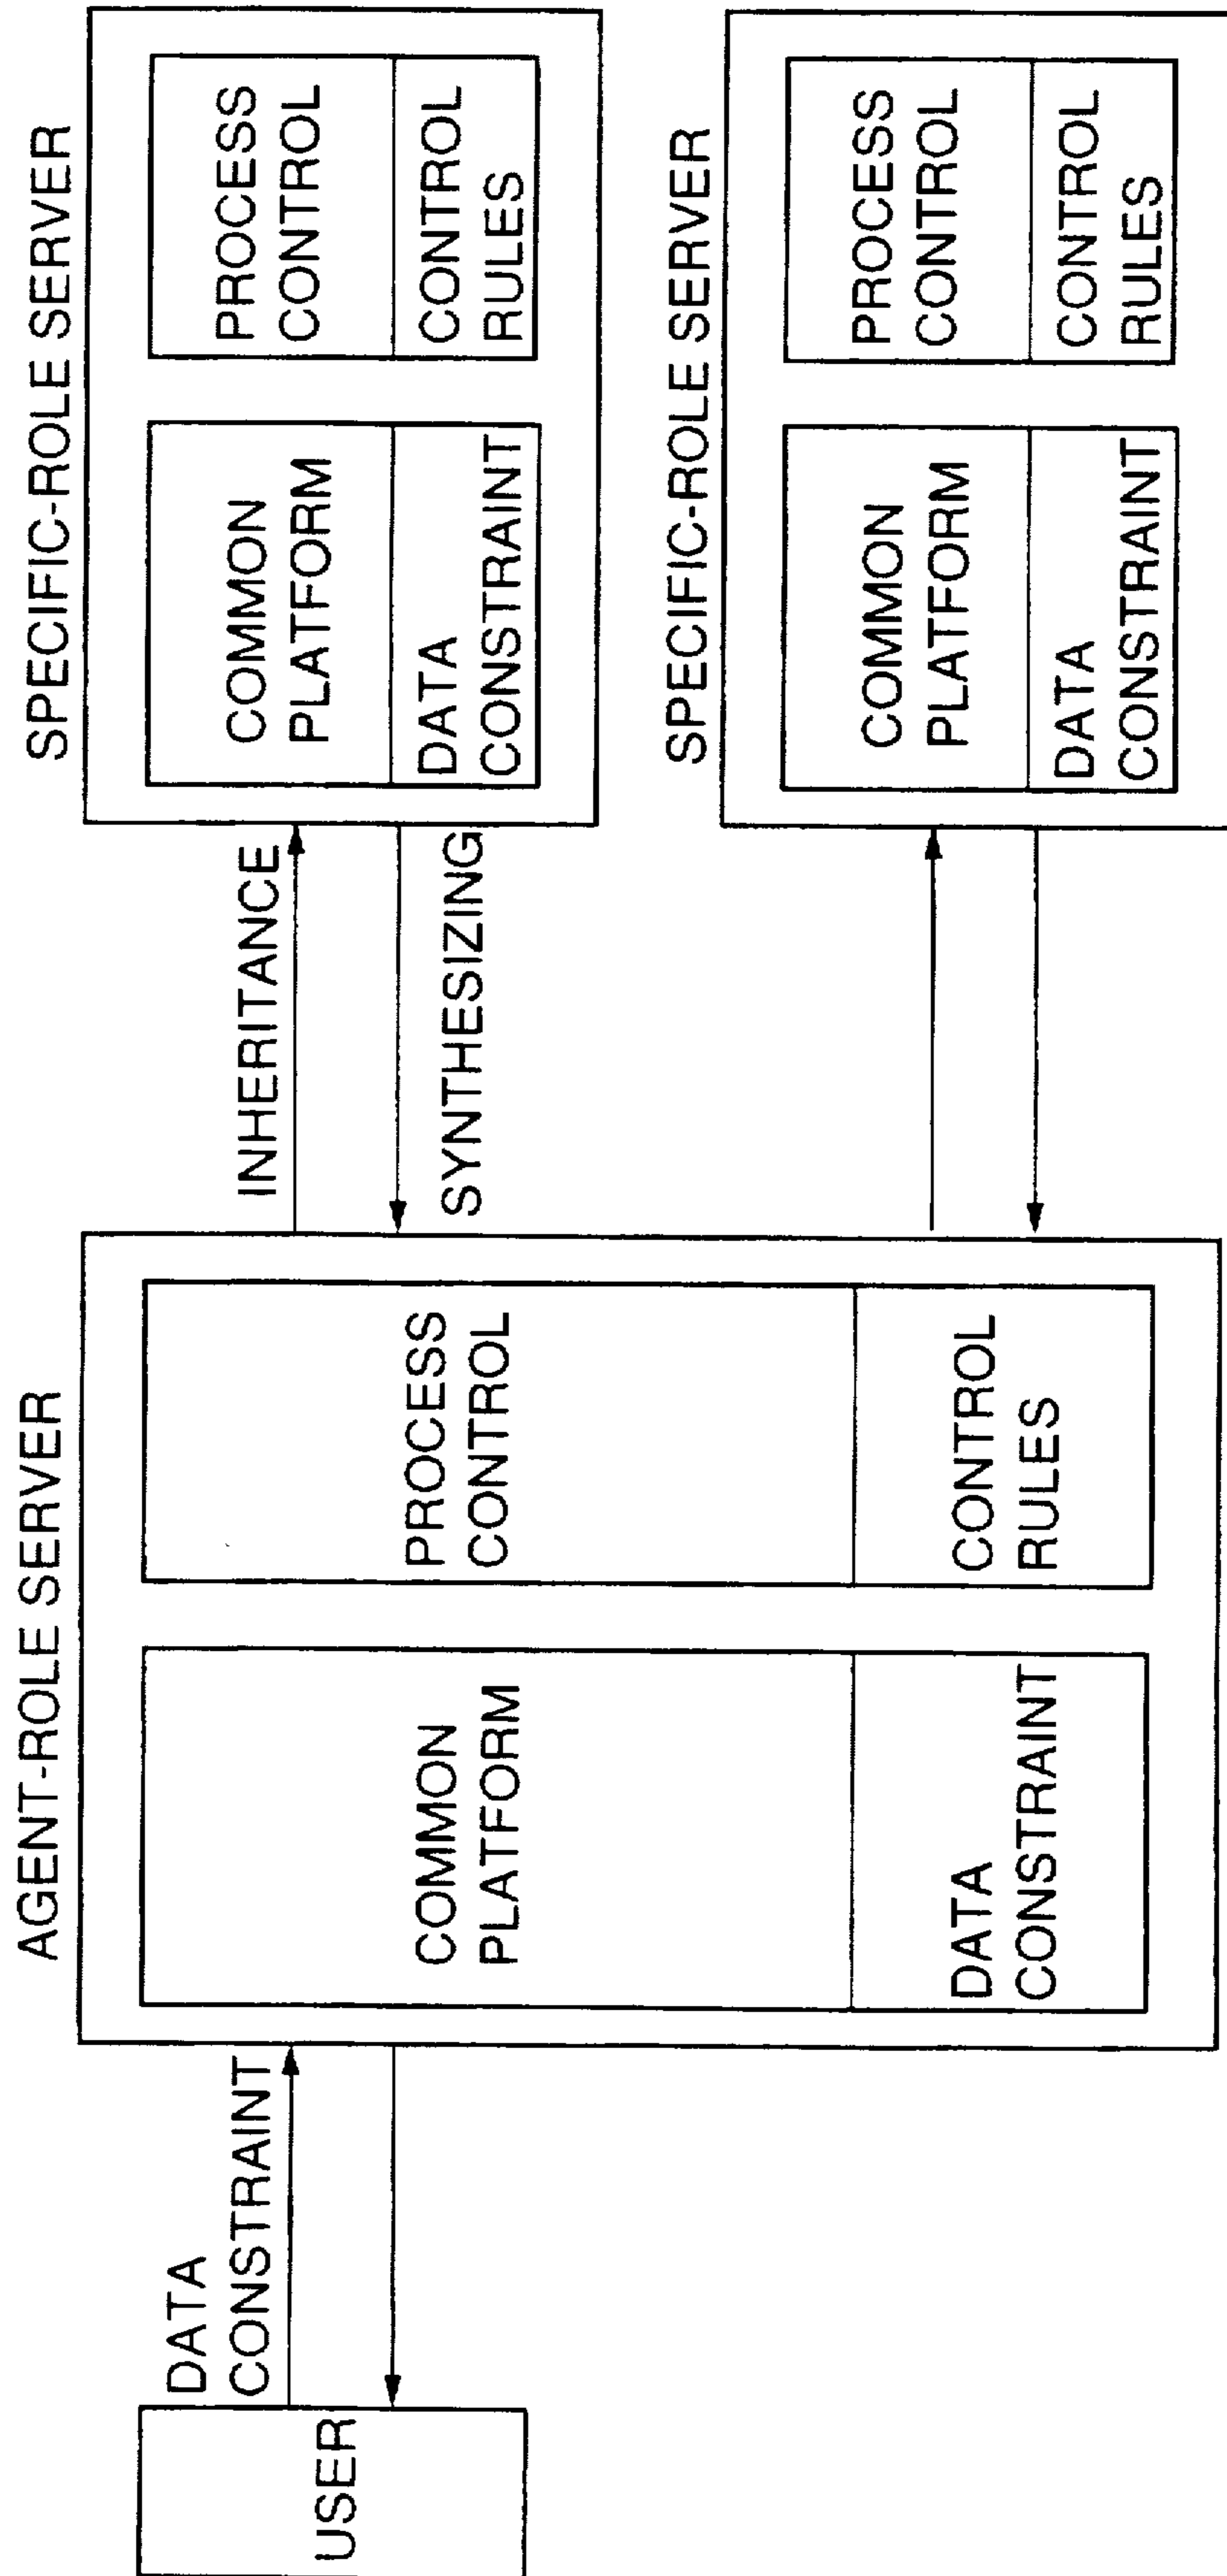 USER
DATA
CONSTRAINT
AGENT-ROLE SERVER
COMMON
PLATFORM
DATA
CONSTRAINT
PROCESS
CONTROL
CONTROL
RULES
INHERITANCE
SYNTHESIZING
SPECIFIC-ROLE SERVER
COMMON
PLATFORM
DATA
CONSTRAINT
PROCESS
CONTROL
CONTROL
RULES
SPECIFIC-ROLE SERVER
COMMON
PLATFORM
DATA
CONSTRAINT
PROCESS
CONTROL
CONTROL
RULES